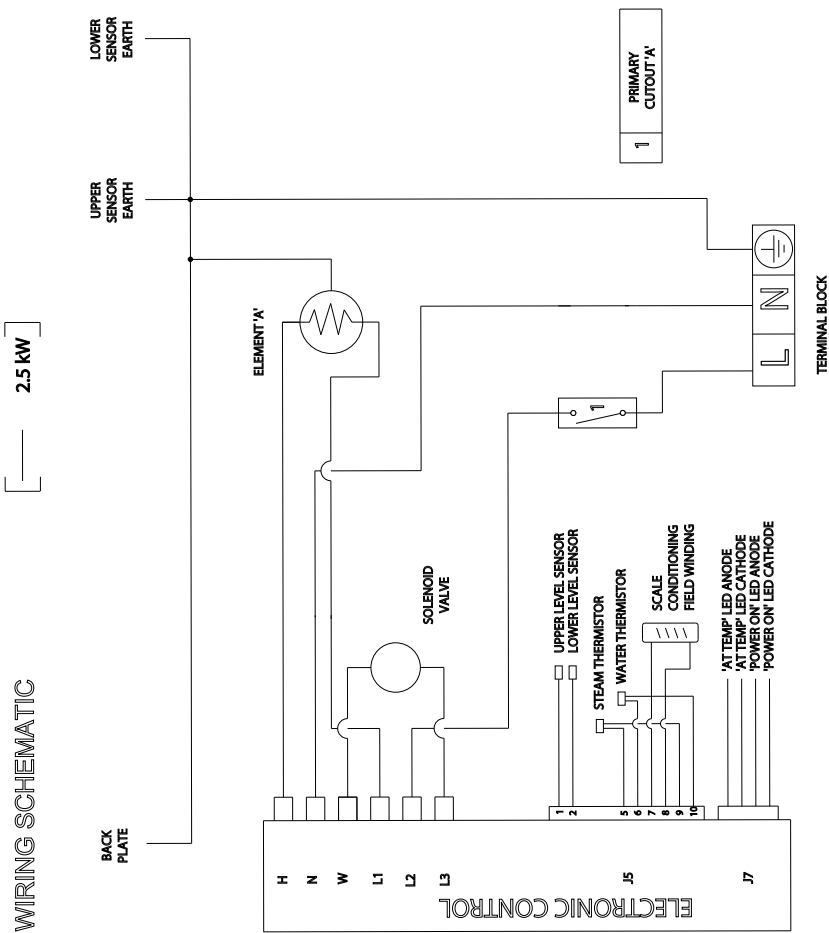 WIRING SCHEMATIC
2.5 kW
BACK
PLATE
UPPER
SENSOR
EARTH
LOWER
SENSOR
EARTH
ELEMENT 'A'
SOLENOID
VALVE
H
N
W
L1
L2
L3
ELECTRONIC CONTROL
J5
J7
1
2
5
6
7
8
9
10
UPPER LEVEL SENSOR
LOWER LEVEL SENSOR
STEAM THERMISTOR
WATER THERMISTOR
SCALE
CONDITIONING
FIELD WINDING
'AT TEMP' LED ANODE
'AT TEMP' LED CATHODE
'POWER ON' LED ANODE
'POWER ON' LED CATHODE
1
L
N
TERMINAL BLOCK
1
PRIMARY
CUTOUT 'A'